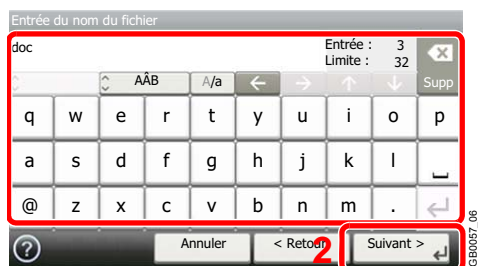 Entrée du nom du fichier
doc
Entrée : 3
Limite : 32
AÂB A/a Supp
q w e r t y u i o p
a s d f g h j k l
@ z x c v b n m .
? Annuler < Retour 2 Suivant >
GB0057_06